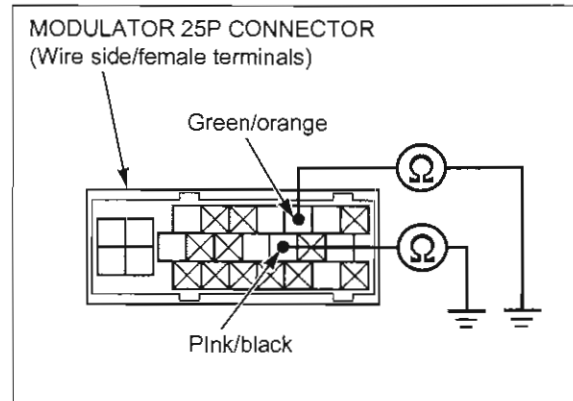 MODULATOR 25P CONNECTOR
(Wire side/female terminals)
Green/orange
Ω
Ω
PInk/black